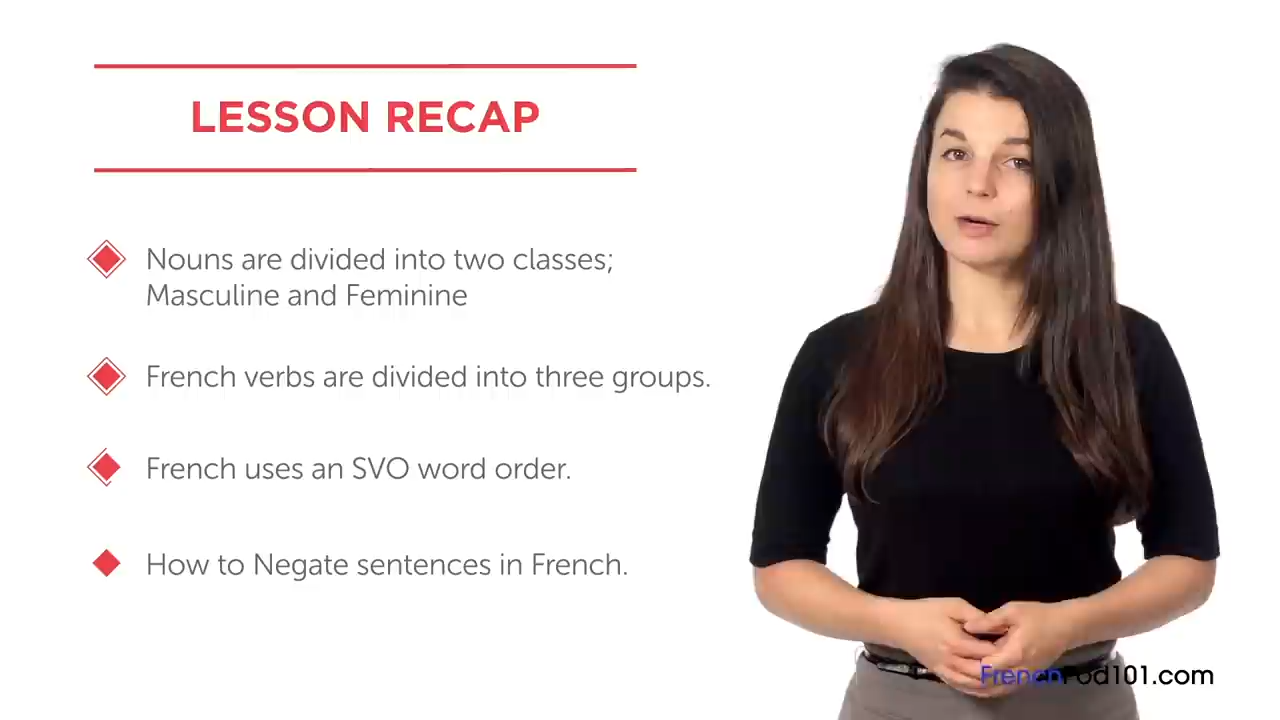 LESSON RECAP
Nouns are divided into two classes;
Masculine and Feminine
French verbs are divided into three groups.
French uses an SVO word order.
How to Negate sentences in French.
FrenchPod101.com